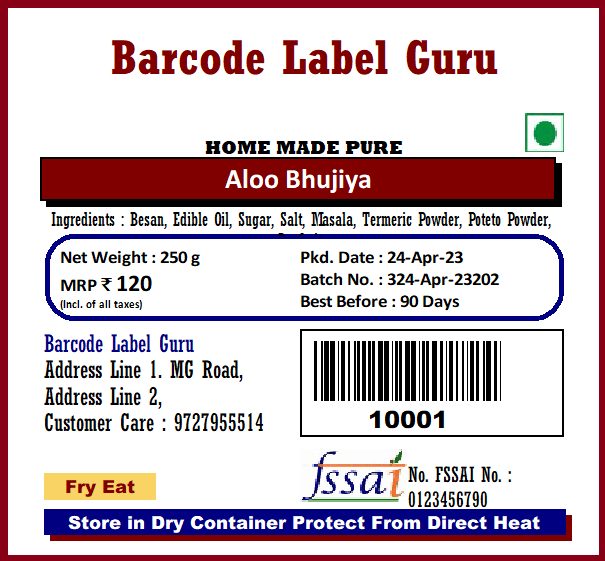 Barcode Label Guru
HOME MADE PURE
Aloo Bhujiya
Ingredients : Besan, Edible Oil, Sugar, Salt, Masala, Termeric Powder, Poteto Powder,
Net Weight : 250 g
MRP ₹ 120
(Incl. of all taxes)
Pkd. Date : 24-Apr-23
Batch No. : 324-Apr-23202
Best Before : 90 Days
Barcode Label Guru
Address Line 1. MG Road,
Address Line 2,
Customer Care : 9727955514
10001
fssai
No. FSSAI No. :
0123456790
Fry Eat
Store in Dry Container Protect From Direct Heat